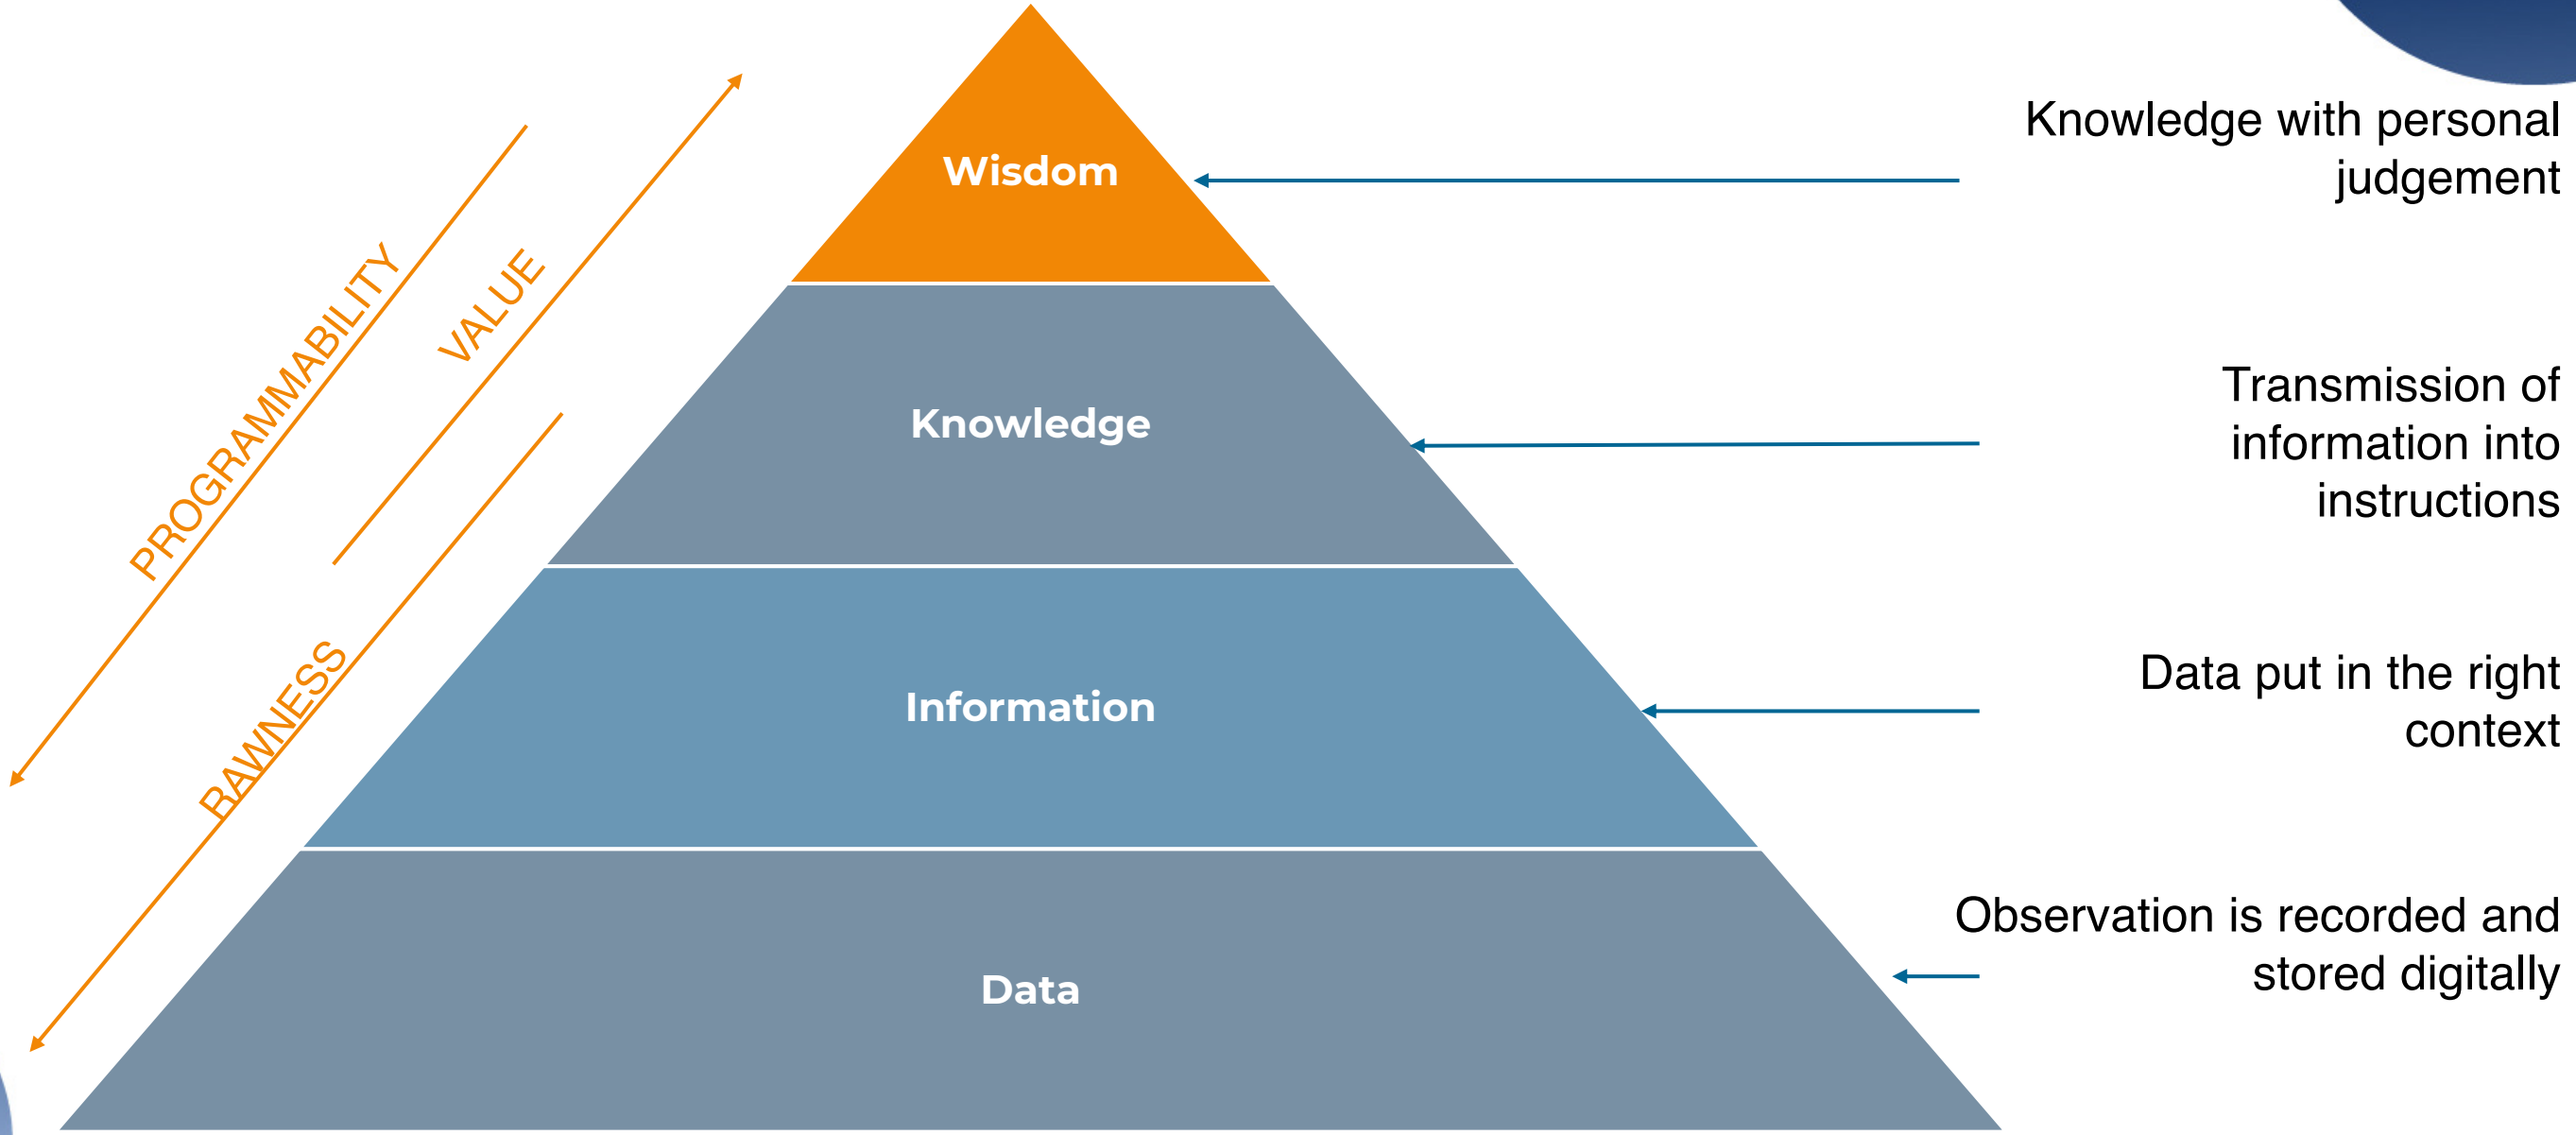 Wisdom
Knowledge with personal
judgement
PROGRAMMABILITY
VALUE
Knowledge
Transmission of
information into
instructions
RAWNESS
Information
Data put in the right
context
Data
Observation is recorded and
stored digitally